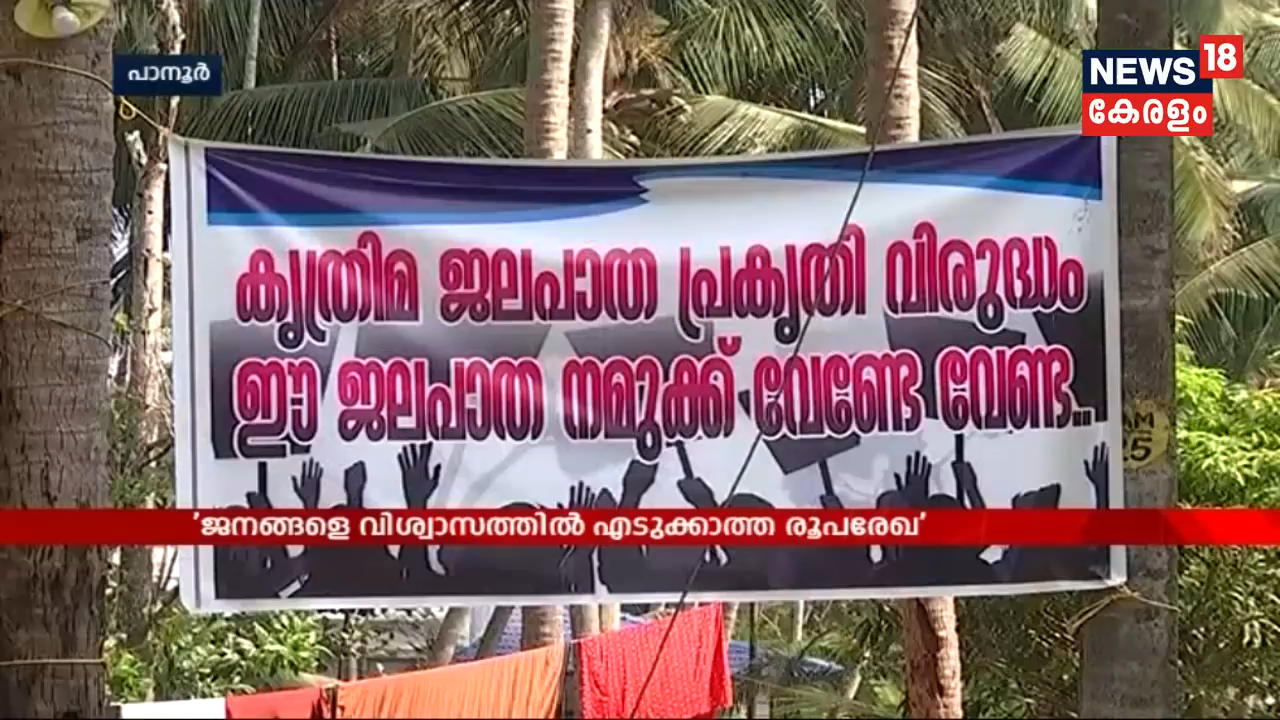 പാനൂർ
NEWS 18
കേരളം
കൃത്രിമ ജലപാത പ്രകൃതി വിരുദ്ധം
ഈ ജലപാത നമുക്ക് വേണ്ടേ വേണ്ട..
'ജനങ്ങളെ വിശ്വാസത്തിൽ എടുക്കാത്ത രൂപരേഖ'